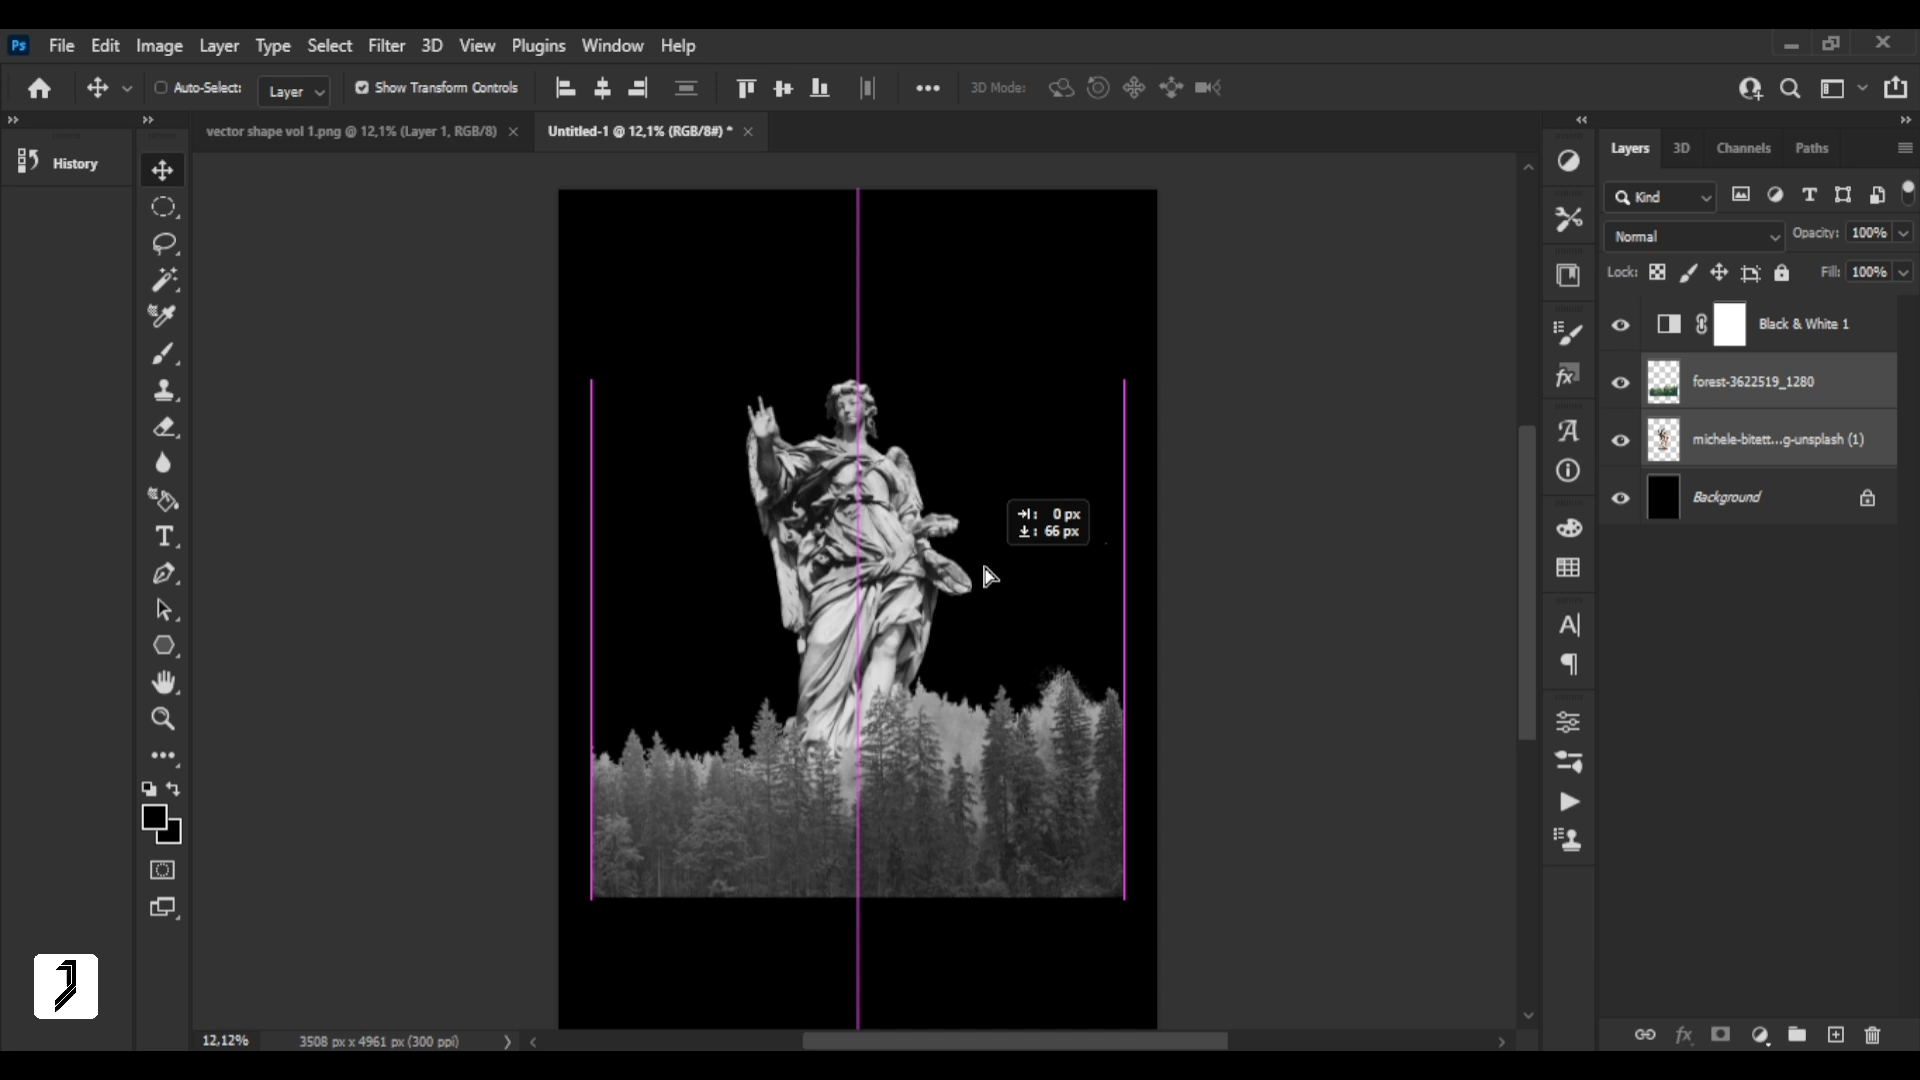 Ps File Edit Image Layer Type Select Filter 3D View Plugins Window Help
Auto-Select: Layer Show Transform Controls 3D Mode:
vector shape vol 1.png @ 12,1% (Layer 1, RGB/8) Untitled-1 @ 12,1% (RGB/8#) *
History
Layers 3D Channels Paths
Kind
Normal Opacity: 100%
Lock: Fill: 100%
Black & White 1
forest-3622519_1280
michele-bitett...g-unsplash (1)
Background
0 px
66 px
12,12% 3508 px x 4961 px (300 ppi)